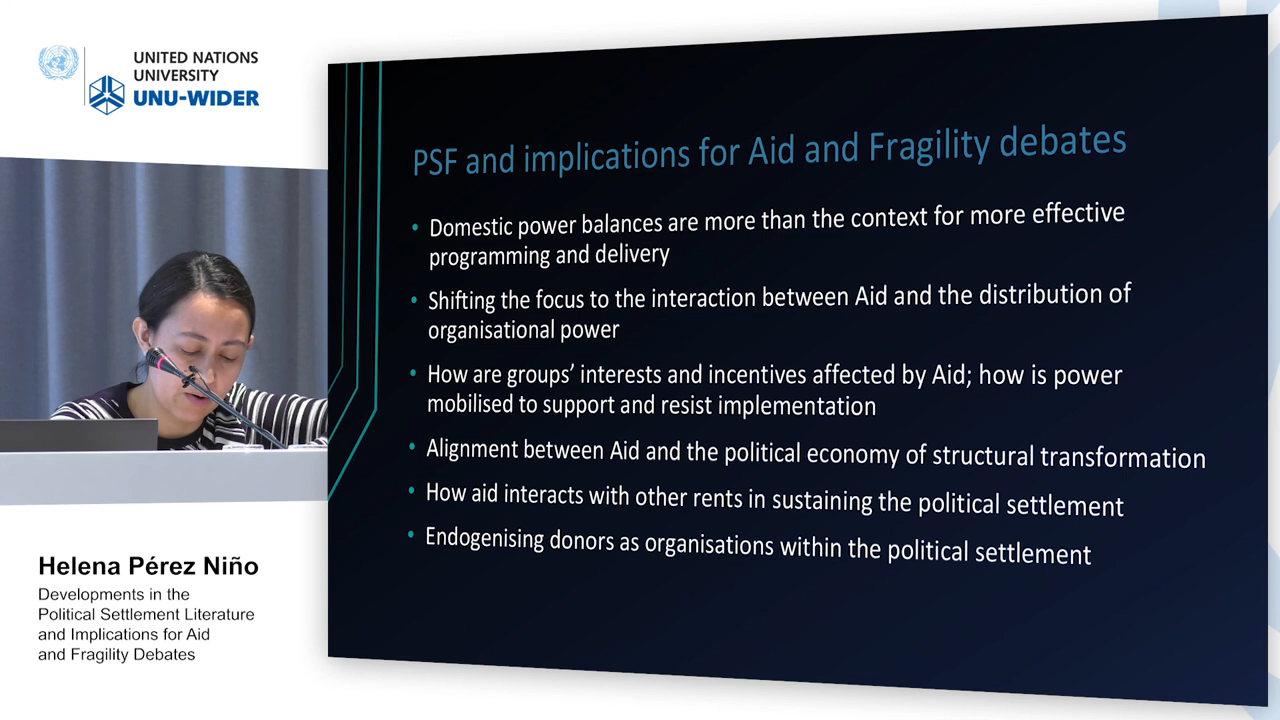 UNITED NATIONS
UNIVERSITY
UNU-WIDER
PSF and implications for Aid and Fragility debates
• Domestic power balances are more than the context for more effective
programming and delivery
• Shifting the focus to the interaction between Aid and the distribution of
organisational power
• How are groups' interests and incentives affected by Aid; how is power
mobilised to support and resist implementation
• Alignment between Aid and the political economy of structural transformation
• How aid interacts with other rents in sustaining the political settlement
• Endogenising donors as organisations within the political settlement
Helena Pérez Niño
Developments in the
Political Settlement Literature
and Implications for Aid
and Fragility Debates